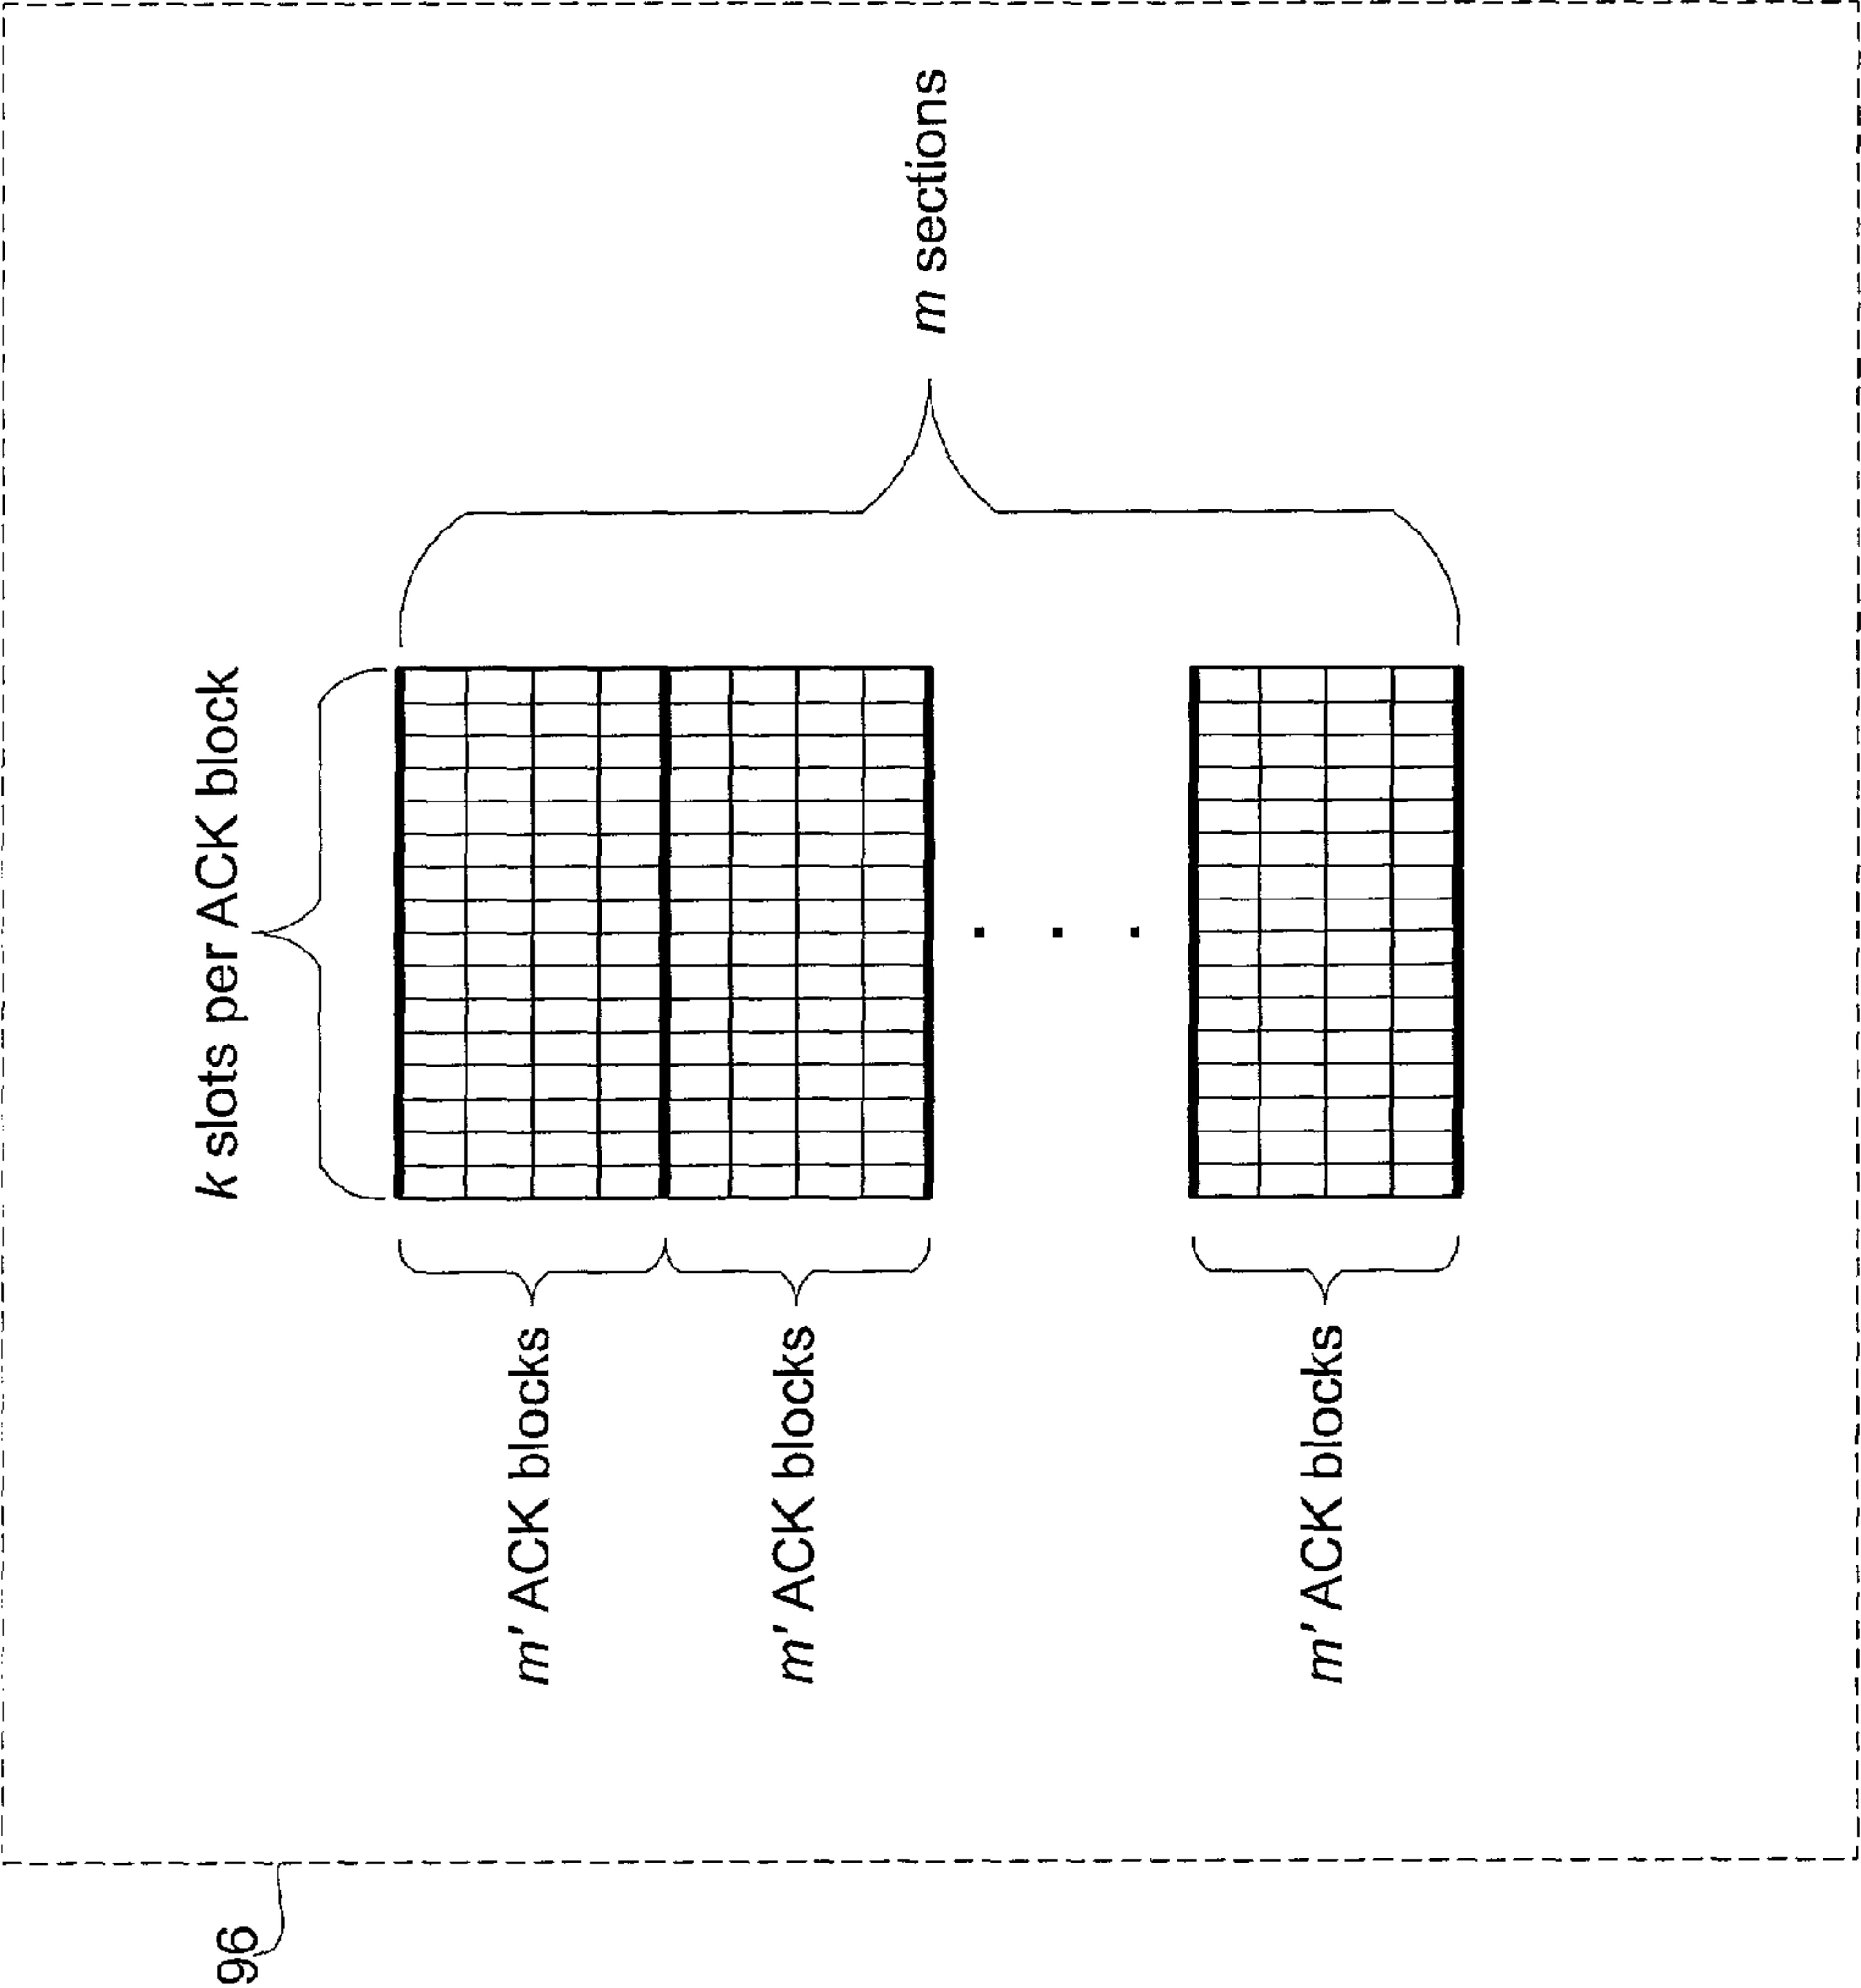 k slots per ACK block
m' ACK blocks
m' ACK blocks
m' ACK blocks
. . .
m sections
96